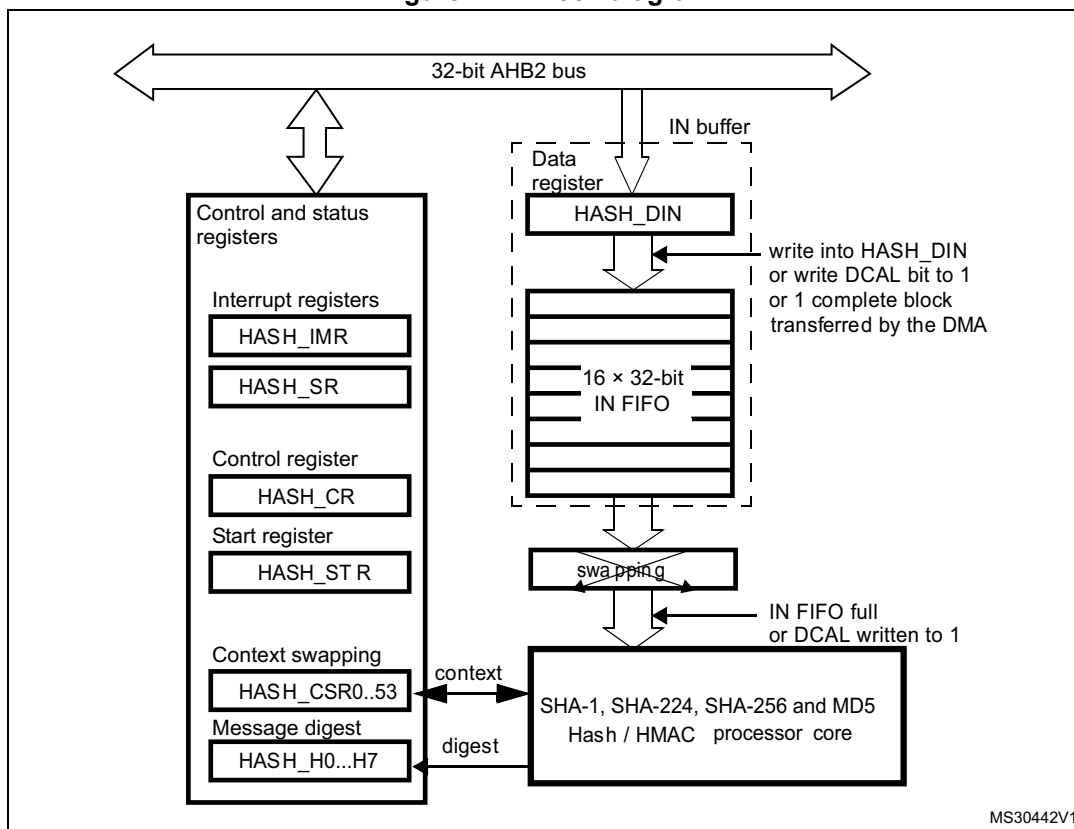 32-bit AHB2 bus
IN buffer
Data
register
HASH_DIN
write into HASH_DIN
or write DCAL bit to 1
or 1 complete block
transferred by the DMA
16 × 32-bit
IN FIFO
swapping
IN FIFO full
or DCAL written to 1
Control and status
registers
Interrupt registers
HASH_IMR
HASH_SR
Control register
HASH_CR
Start register
HASH_STR
Context swapping
HASH_CSR0..53
context
Message digest
HASH_H0...H7
digest
SHA-1, SHA-224, SHA-256 and MD5
Hash / HMAC processor core
MS30442V1